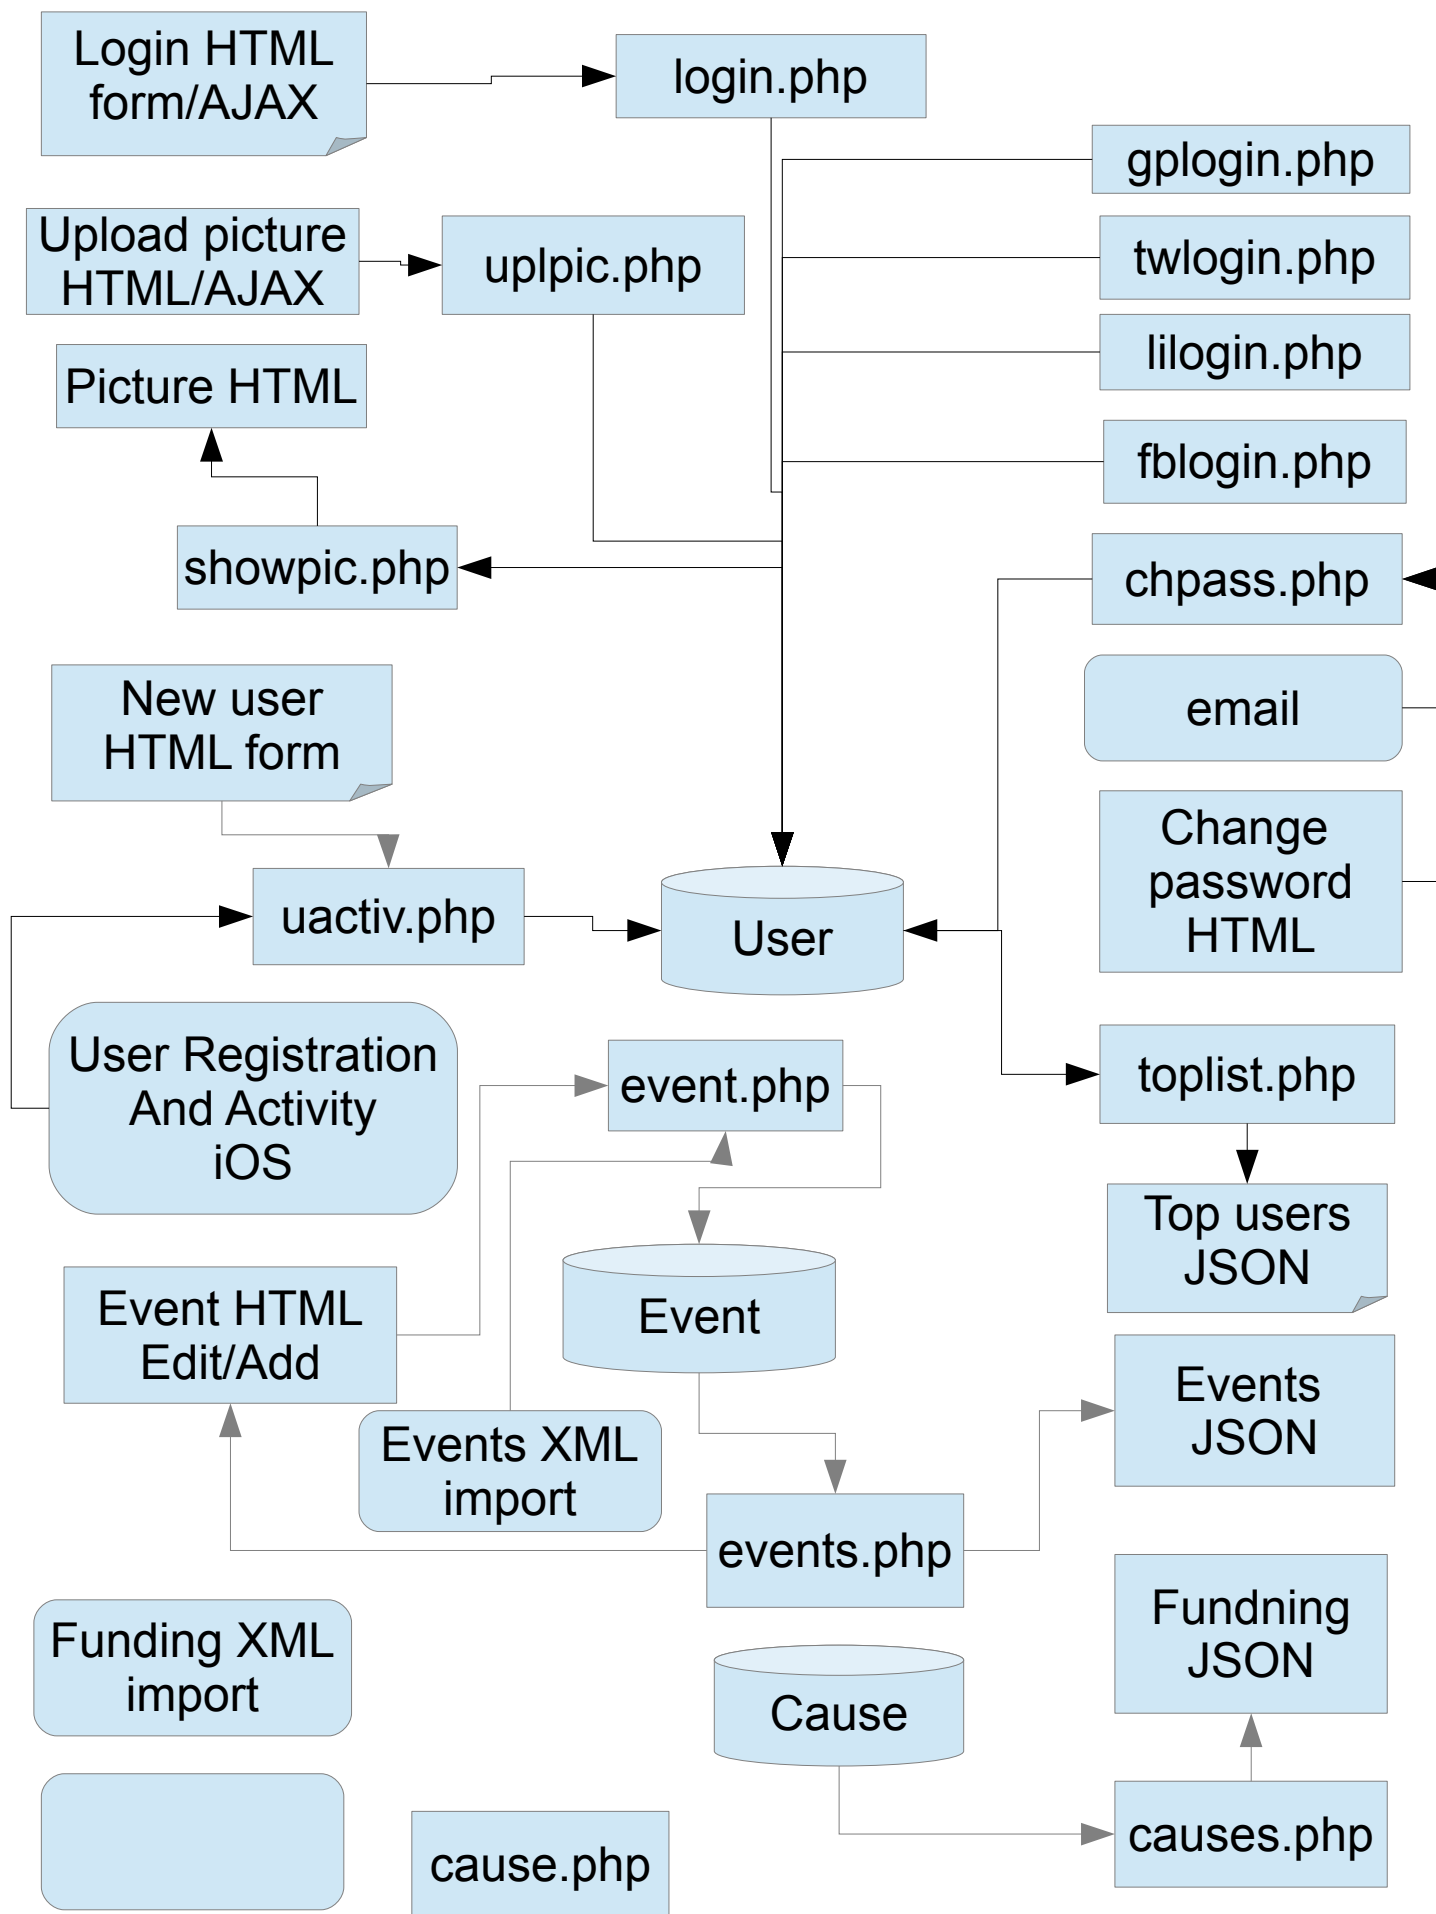 Login HTML
form/AJAX
login.php
gplogin.php
Upload picture
HTML/AJAX
uplpic.php
twlogin.php
Picture HTML
lilogin.php
fblogin.php
showpic.php
chpass.php
New user
HTML form
email
Change
password
HTML
uactiv.php
User
User Registration
And Activity
iOS
event.php
toplist.php
Top users
JSON
Event HTML
Edit/Add
Event
Events
JSON
Events XML
import
events.php
Fundning
JSON
Funding XML
import
Cause
causes.php
cause.php